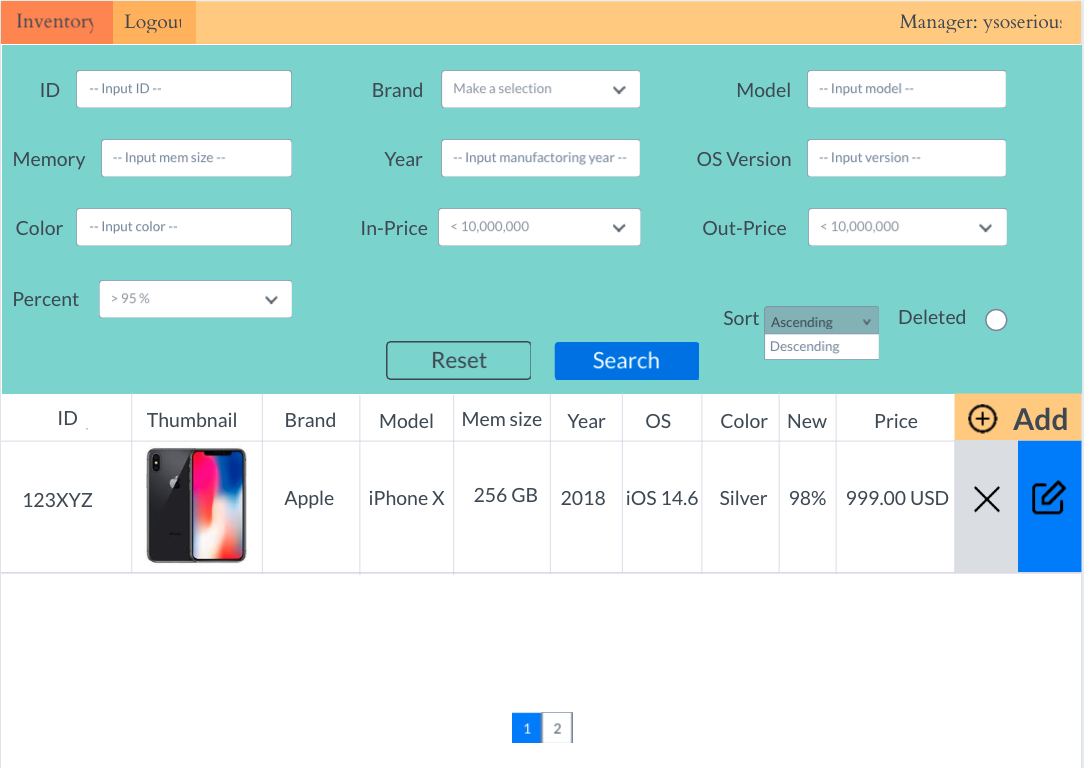 Inventory Logout Manager: ysoserious
ID -- Input ID -- Brand Make a selection Model -- Input model --
Memory -- Input mem size -- Year -- Input manufactoring year -- OS Version -- Input version --
Color -- Input color -- In-Price < 10,000,000 Out-Price < 10,000,000
Percent > 95 % Sort Ascending Deleted
Descending
Reset Search
ID Thumbnail Brand Model Mem size Year OS Color New Price Add
123XYZ Apple iPhone X 256 GB 2018 iOS 14.6 Silver 98% 999.00 USD
1 2